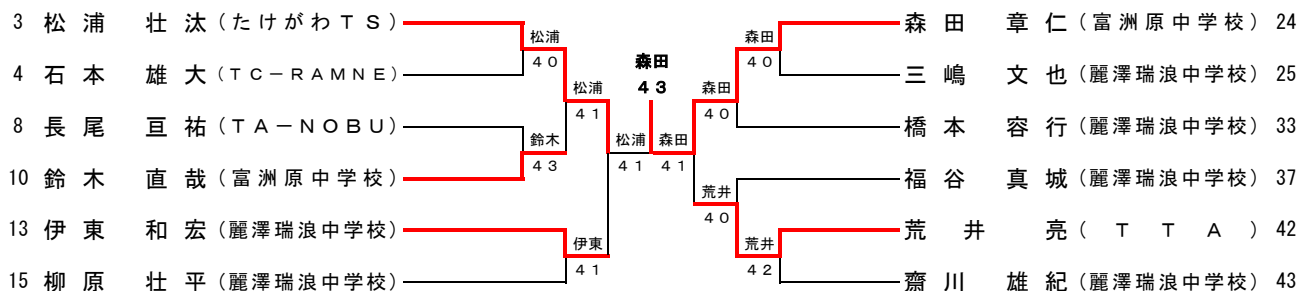 3 松浦 壮汰 (たけがわTS)
4 石本 雄大 (TC-RAMNE)
8 長尾 亘祐 (TA-NOBU)
10 鈴木 直哉 (富洲原中学校)
13 伊東 和宏 (麗澤瑞浪中学校)
15 柳原 壮平 (麗澤瑞浪中学校)
松浦
40
鈴木
43
松浦
41
伊東
41
松浦
41
森田
43
森田
41
森田
40
荒井
40
森田
40
荒井
42
森田 章仁 (富洲原中学校) 24
三嶋 文也 (麗澤瑞浪中学校) 25
橋本 容行 (麗澤瑞浪中学校) 33
福谷 真城 (麗澤瑞浪中学校) 37
荒井 亮 (TTA) 42
齋川 雄紀 (麗澤瑞浪中学校) 43